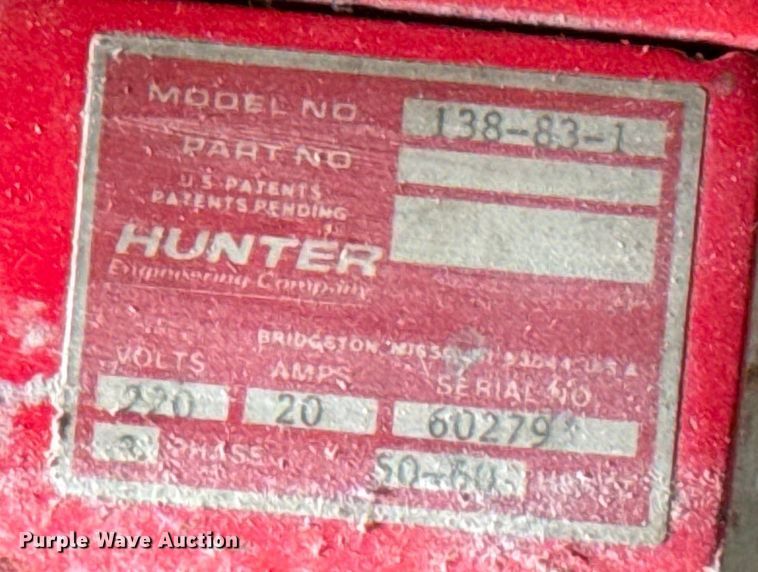 MODEL NO. 138-83-1
PART NO.
U.S. PATENTS
PATENTS PENDING
HUNTER
Engineering Company
BRIDGETON, MISSOURI 63044 U.S.A.
VOLTS AMPS SERIAL NO.
220 20 60279
3 PHASE 50-60
Purple Wave Auction